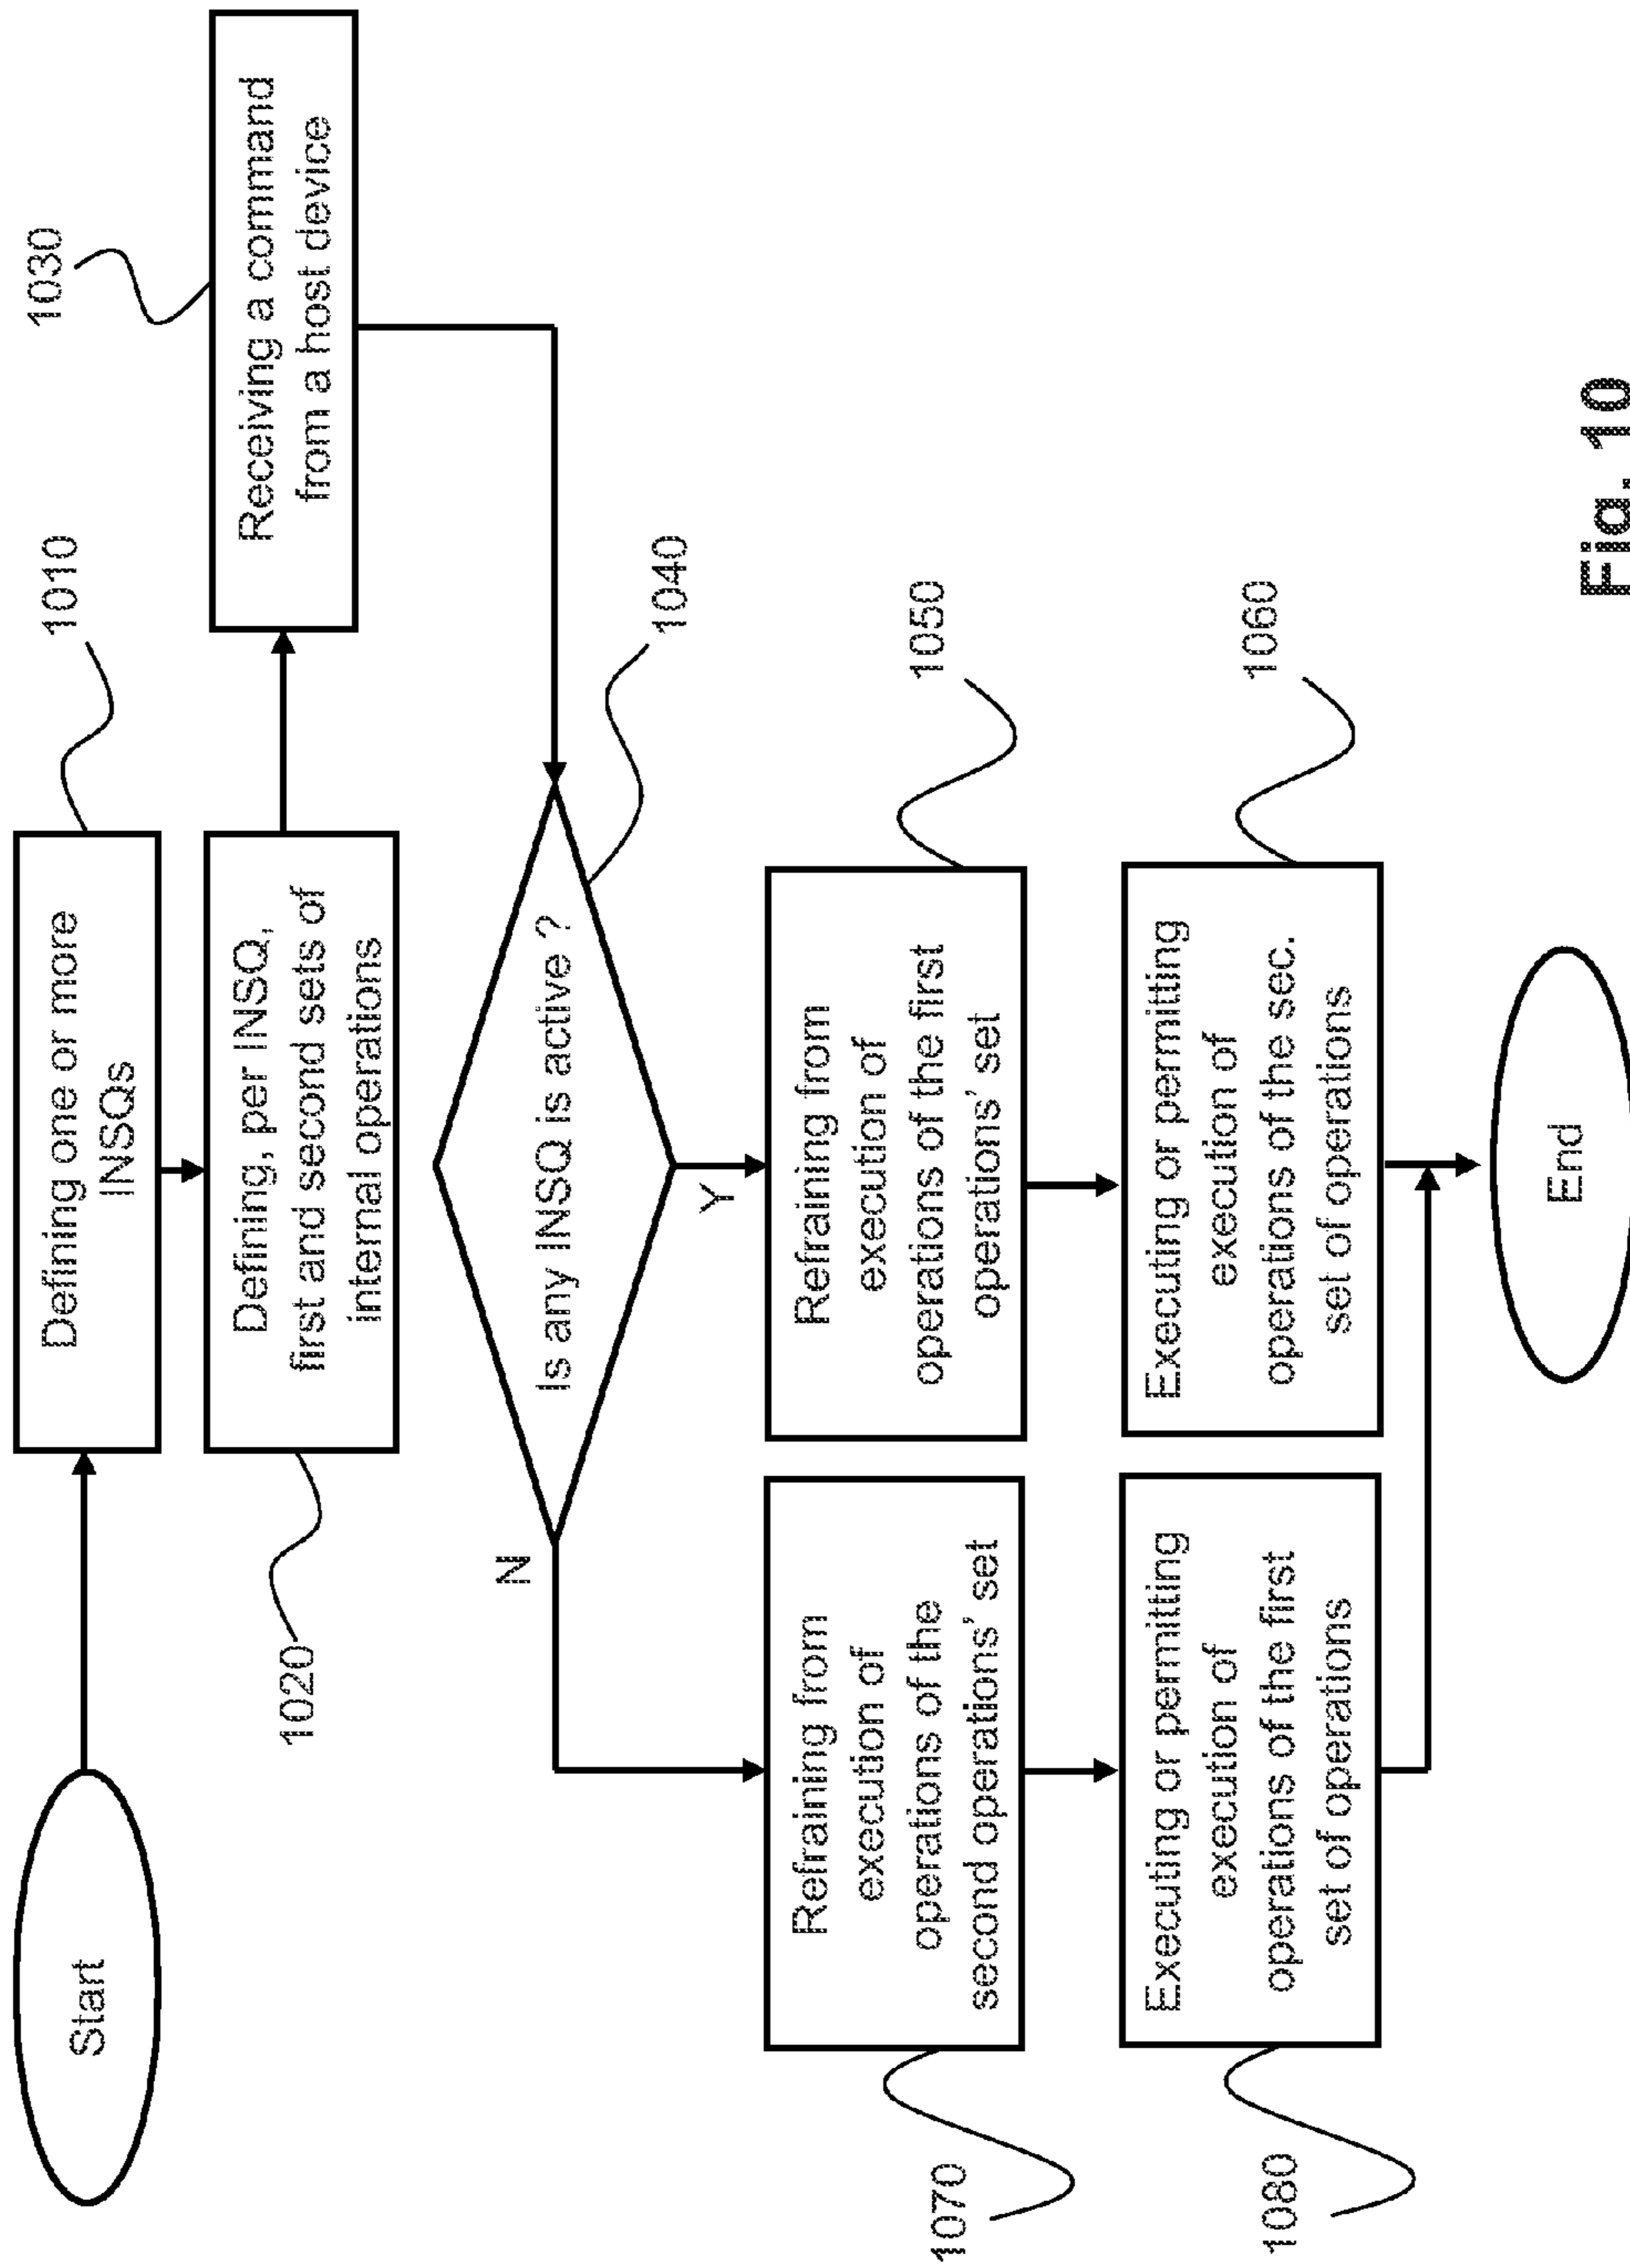 Start
1010
Defining one or more
INSQs
1020
Defining, per INSQ,
first and second sets of
internal operations
1030
Receiving a command
from a host device
1040
Is any INSQ is active ?
N
Y
1050
Refraining from
execution of
operations of the first
operations' set
1060
Executing or permitting
execution of
operations of the sec.
set of operations
1070
Refraining from
execution of
operations of the
second operations' set
1080
Executing or permitting
execution of
operations of the first
set of operations
End
Fig. 10